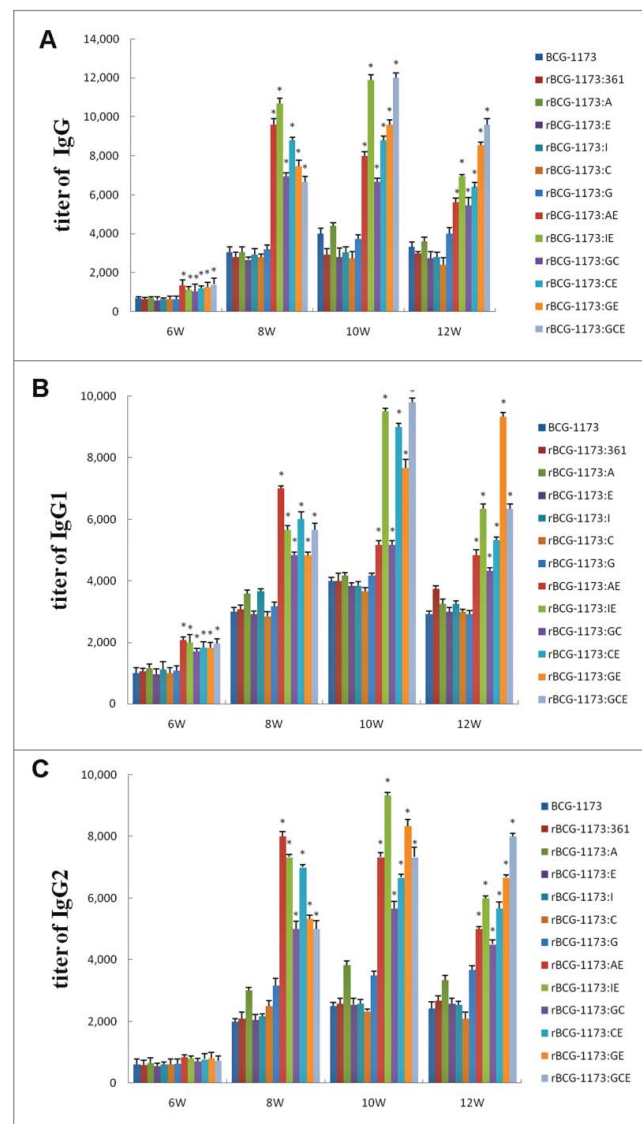 A
titer of IgG
14,000
12,000
10,000
8,000
6,000
4,000
2,000
0
6W 8W 10W 12W
BCG-1173
rBCG-1173:361
rBCG-1173:A
rBCG-1173:E
rBCG-1173:I
rBCG-1173:C
rBCG-1173:G
rBCG-1173:AE
rBCG-1173:IE
rBCG-1173:GC
rBCG-1173:CE
rBCG-1173:GE
rBCG-1173:GCE
B
titer of IgG1
10,000
8,000
6,000
4,000
2,000
0
6W 8W 10W 12W
BCG-1173
rBCG-1173:361
rBCG-1173:A
rBCG-1173:E
rBCG-1173:I
rBCG-1173:C
rBCG-1173:G
rBCG-1173:AE
rBCG-1173:IE
rBCG-1173:GC
rBCG-1173:CE
rBCG-1173:GE
rBCG-1173:GCE
C
titer of IgG2
10,000
8,000
6,000
4,000
2,000
0
6W 8W 10W 12W
BCG-1173
rBCG-1173:361
rBCG-1173:A
rBCG-1173:E
rBCG-1173:I
rBCG-1173:C
rBCG-1173:G
rBCG-1173:AE
rBCG-1173:IE
rBCG-1173:GC
rBCG-1173:CE
rBCG-1173:GE
rBCG-1173:GCE